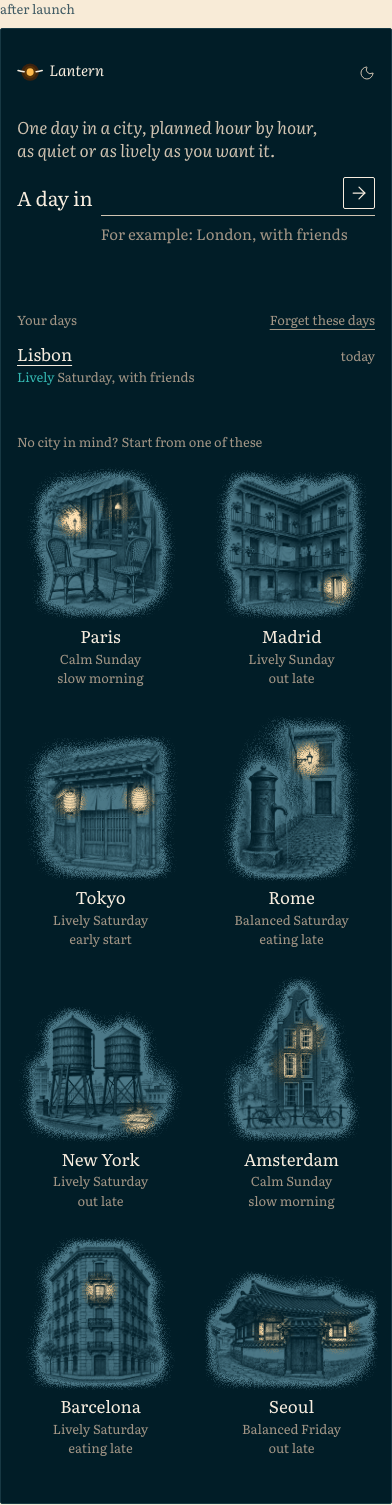 after launch
Lantern
One day in a city, planned hour by hour,
as quiet or as lively as you want it.
A day in
For example: London, with friends
Your days
Forget these days
Lisbon
today
Lively Saturday, with friends
No city in mind? Start from one of these
Paris
Calm Sunday
slow morning
Madrid
Lively Sunday
out late
Tokyo
Lively Saturday
early start
Rome
Balanced Saturday
eating late
New York
Lively Saturday
out late
Amsterdam
Calm Sunday
slow morning
Barcelona
Lively Saturday
eating late
Seoul
Balanced Friday
out late